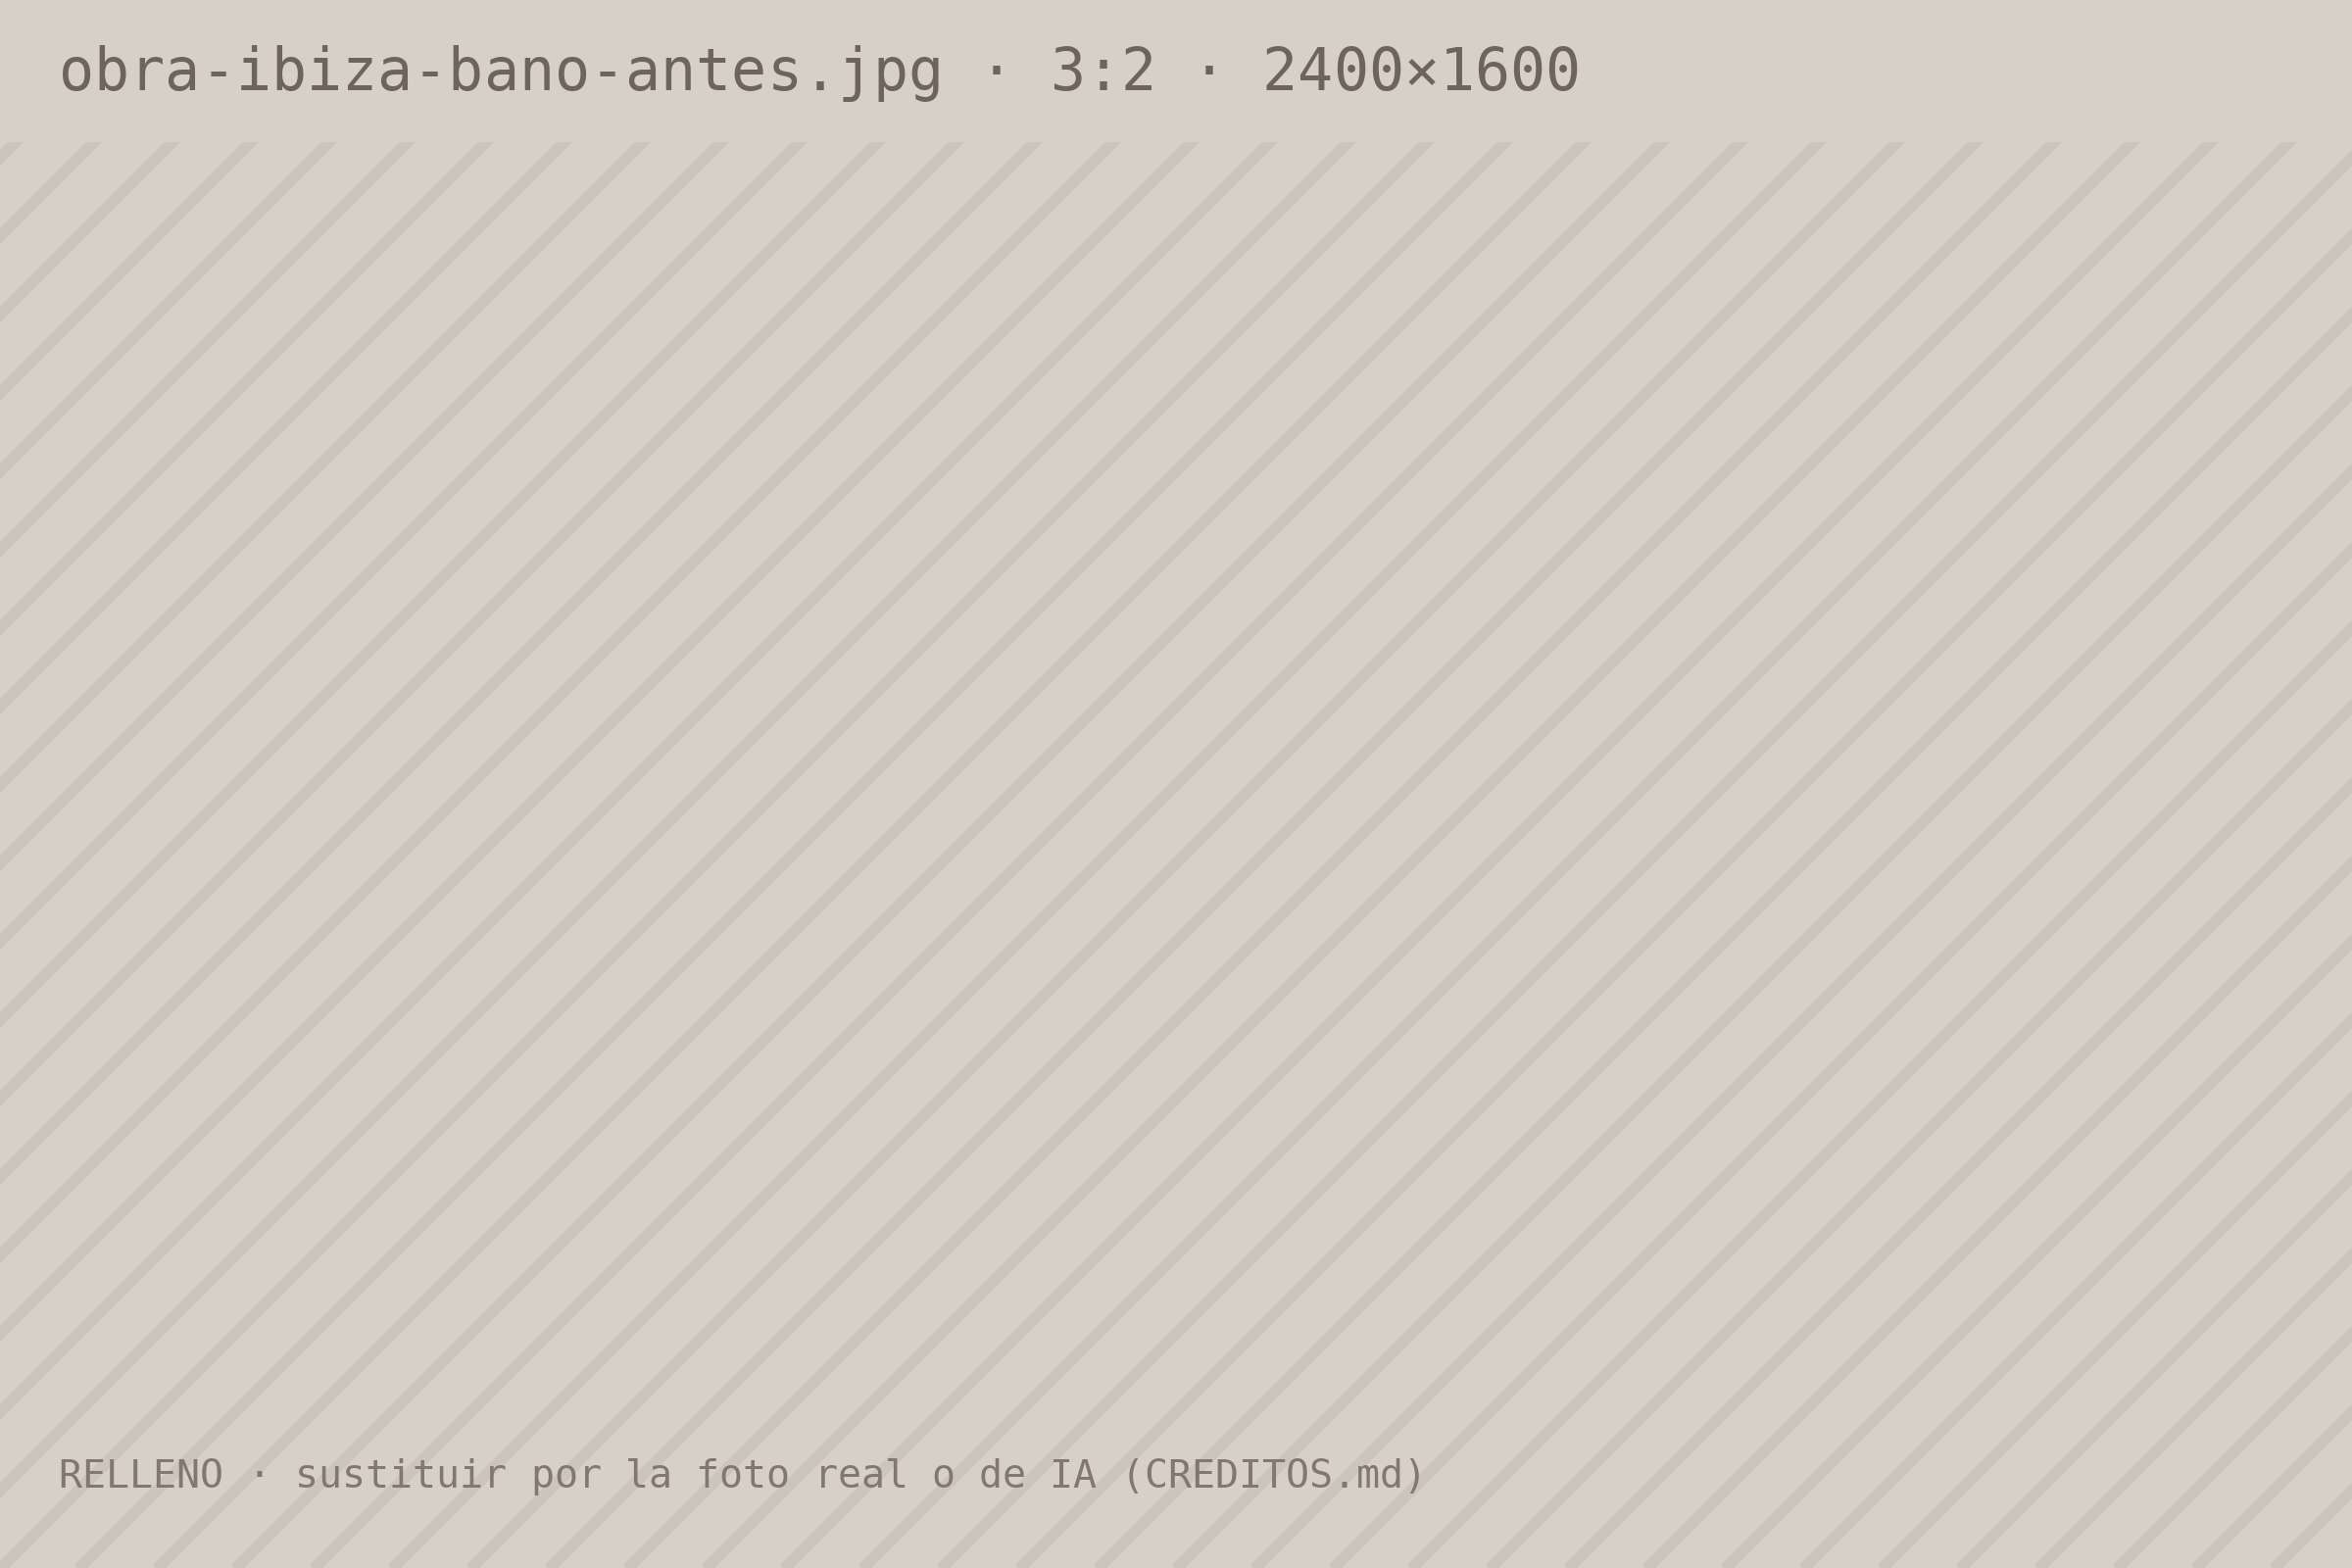 obra-ibiza-bano-antes.jpg · 3:2 · 2400×1600
RELLENO · sustituir por la foto real o de IA (CREDITOS.md)